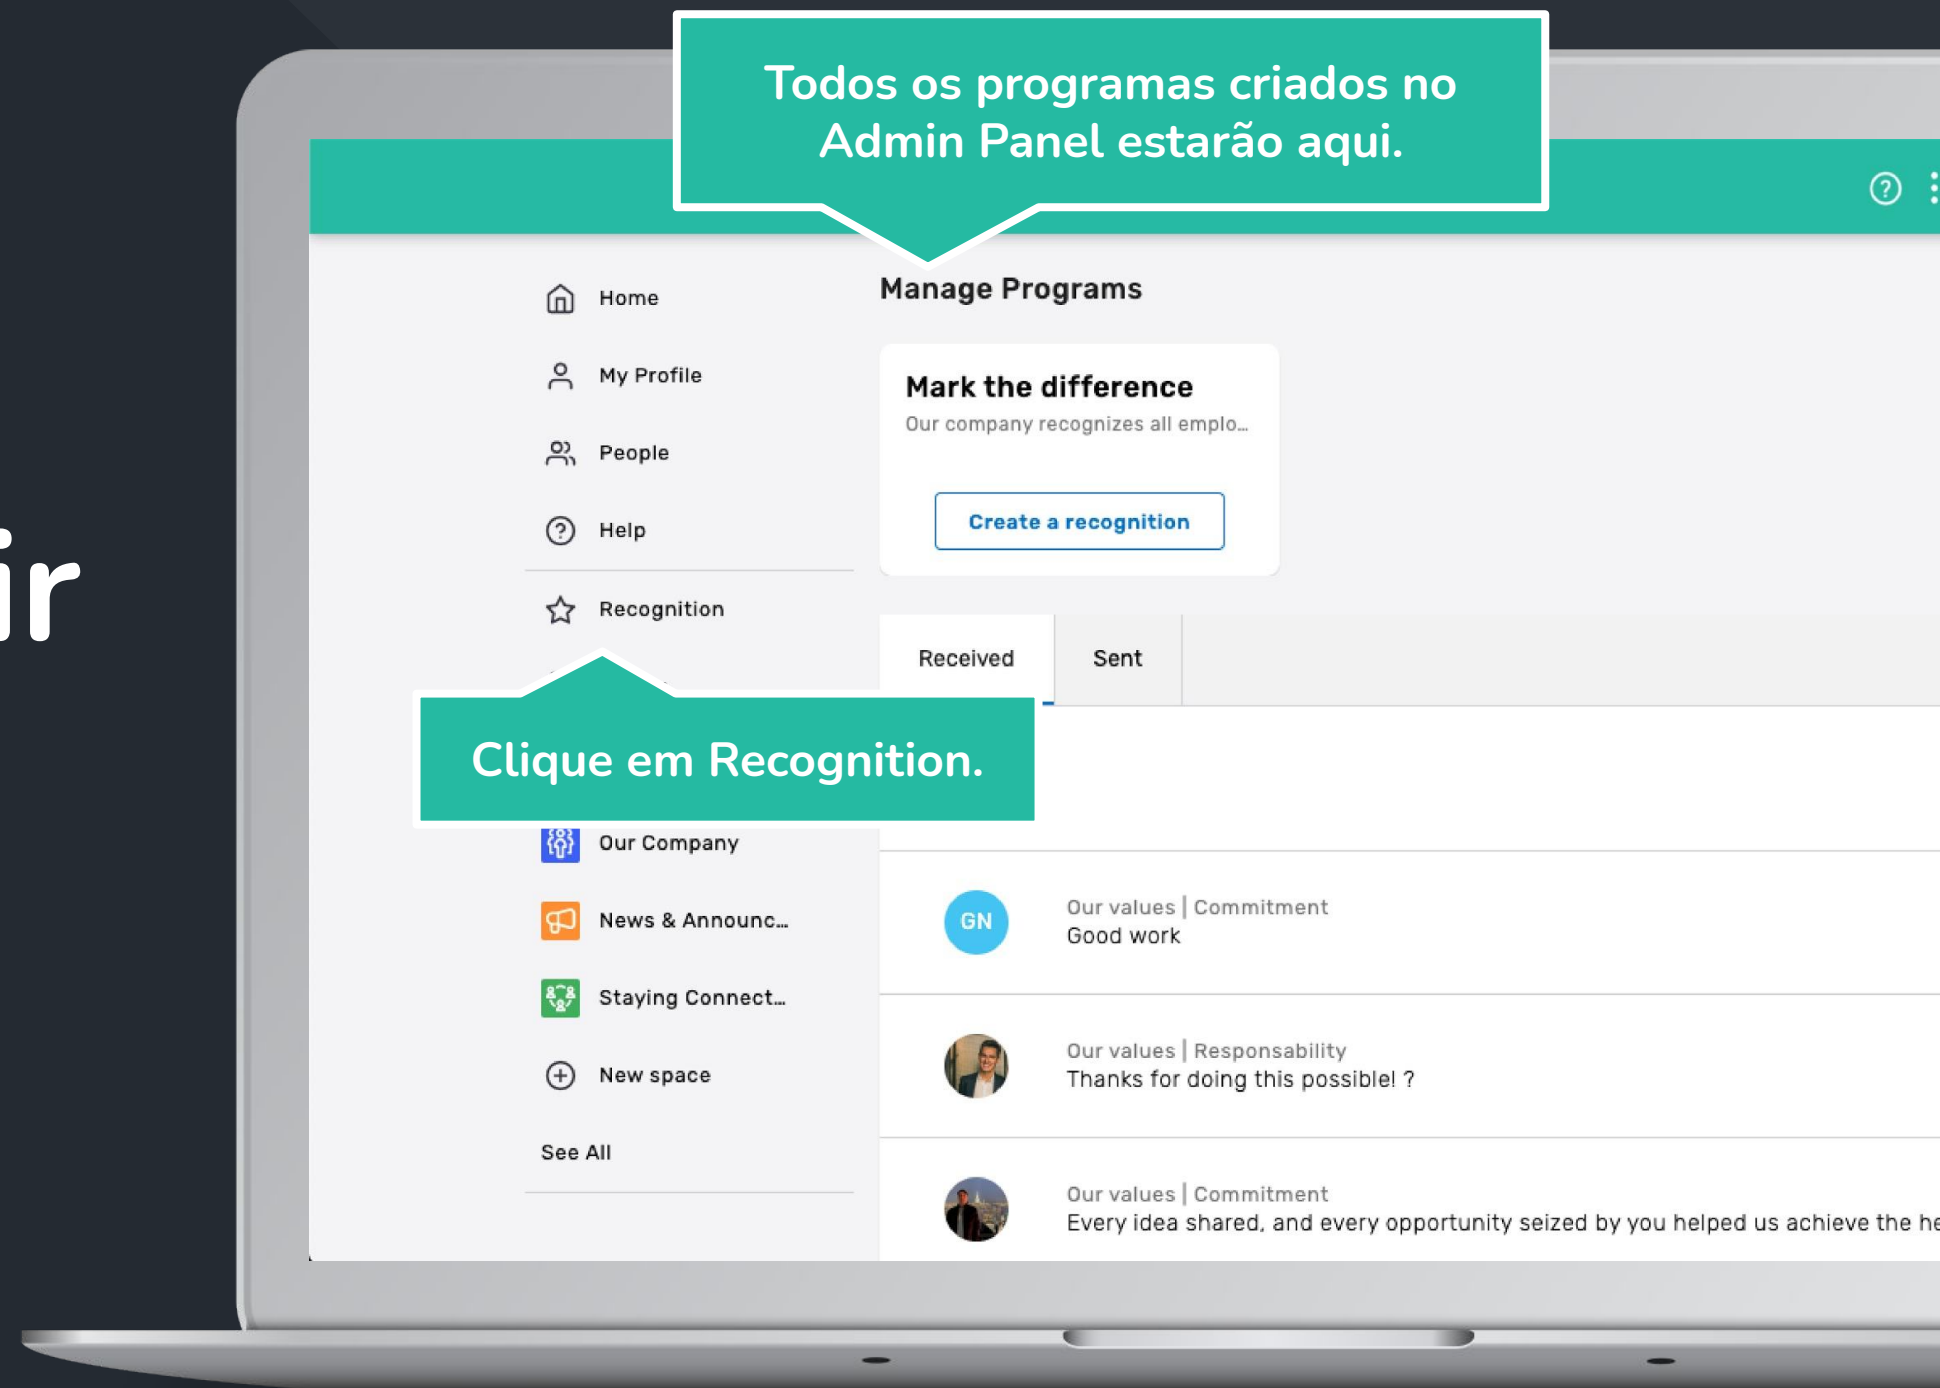 Todos os programas criados no
Admin Panel estarão aqui.
Home
My Profile
People
Help
Recognition
Clique em Recognition.
Our Company
News & Announc...
Staying Connect...
New space
See All
Manage Programs
Mark the difference
Our company recognizes all emplo...
Create a recognition
Received
Sent
GN
Our values | Commitment
Good work
Our values | Responsability
Thanks for doing this possible! ?
Our values | Commitment
Every idea shared, and every opportunity seized by you helped us achieve the he
ir